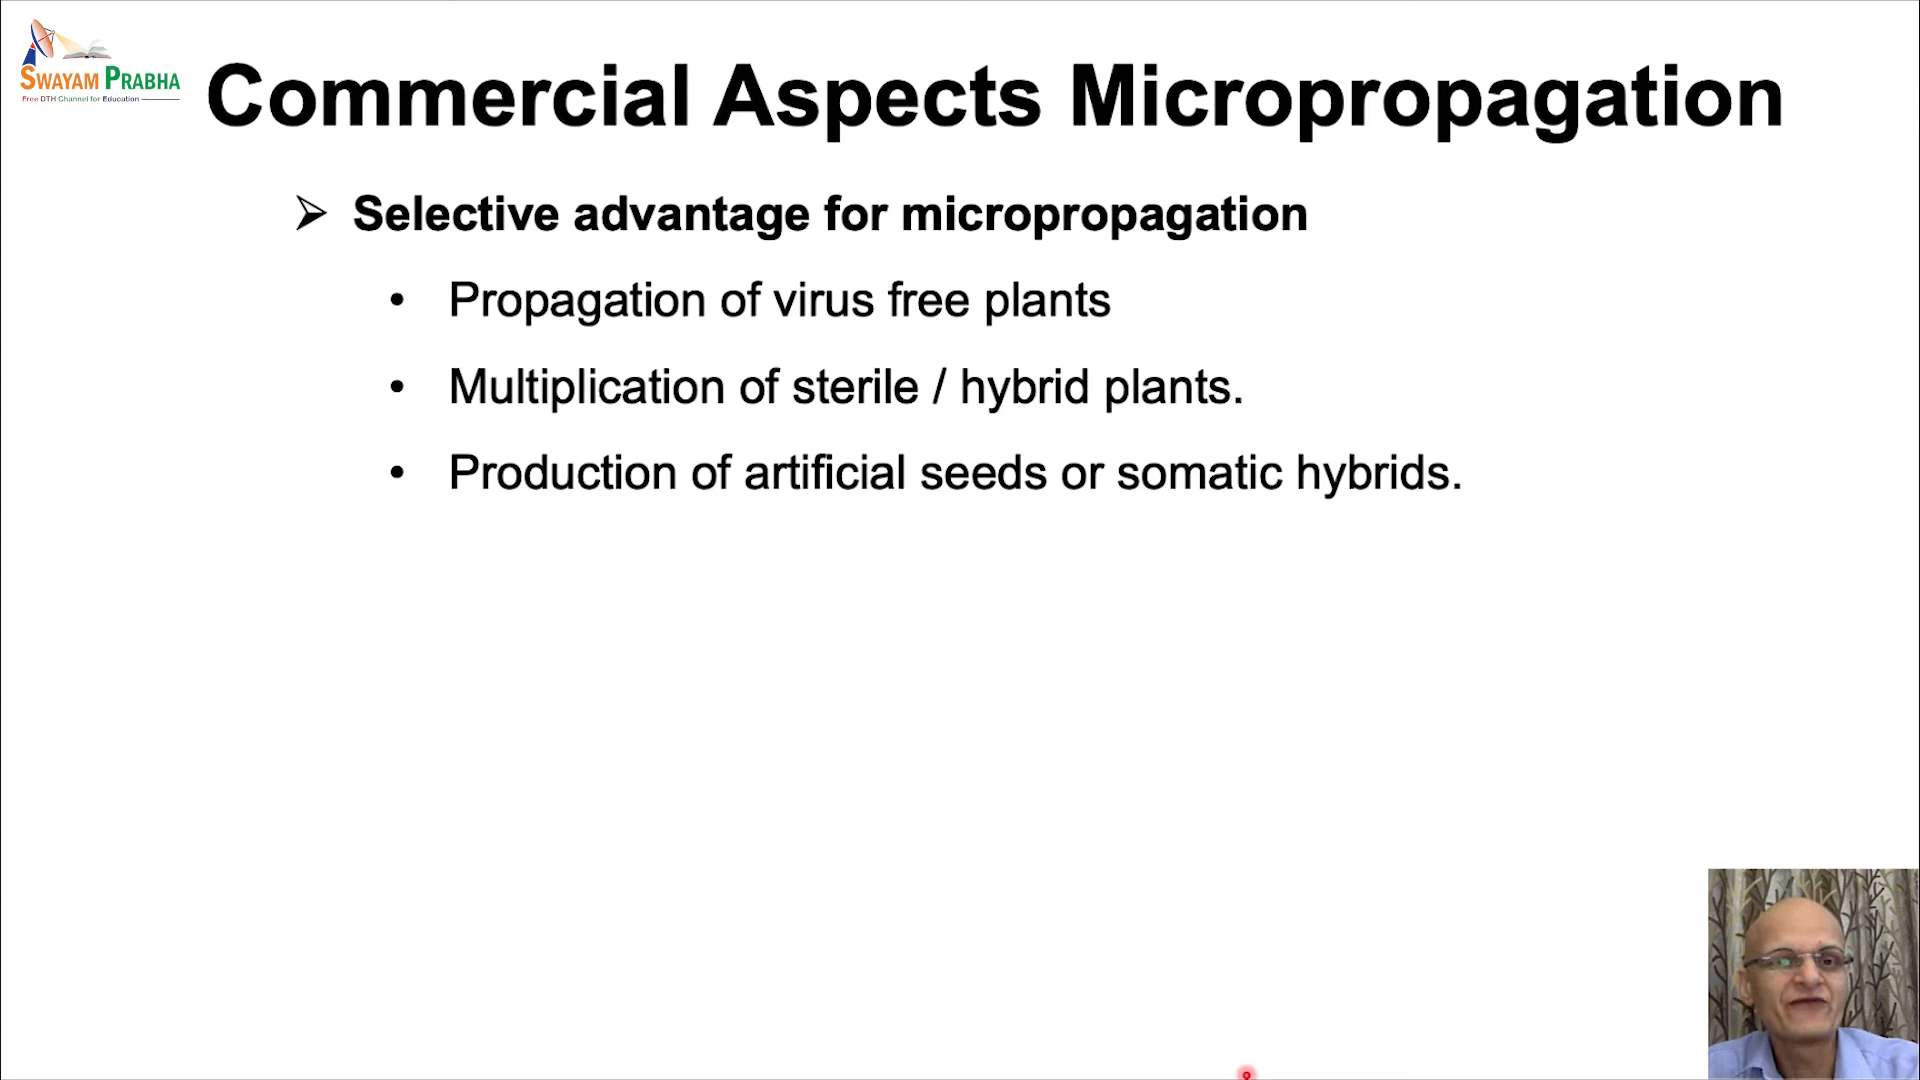 SWAYAM PRABHA
Free DTH Channel for Education
Commercial Aspects Micropropagation
➢ Selective advantage for micropropagation
• Propagation of virus free plants
• Multiplication of sterile / hybrid plants.
• Production of artificial seeds or somatic hybrids.